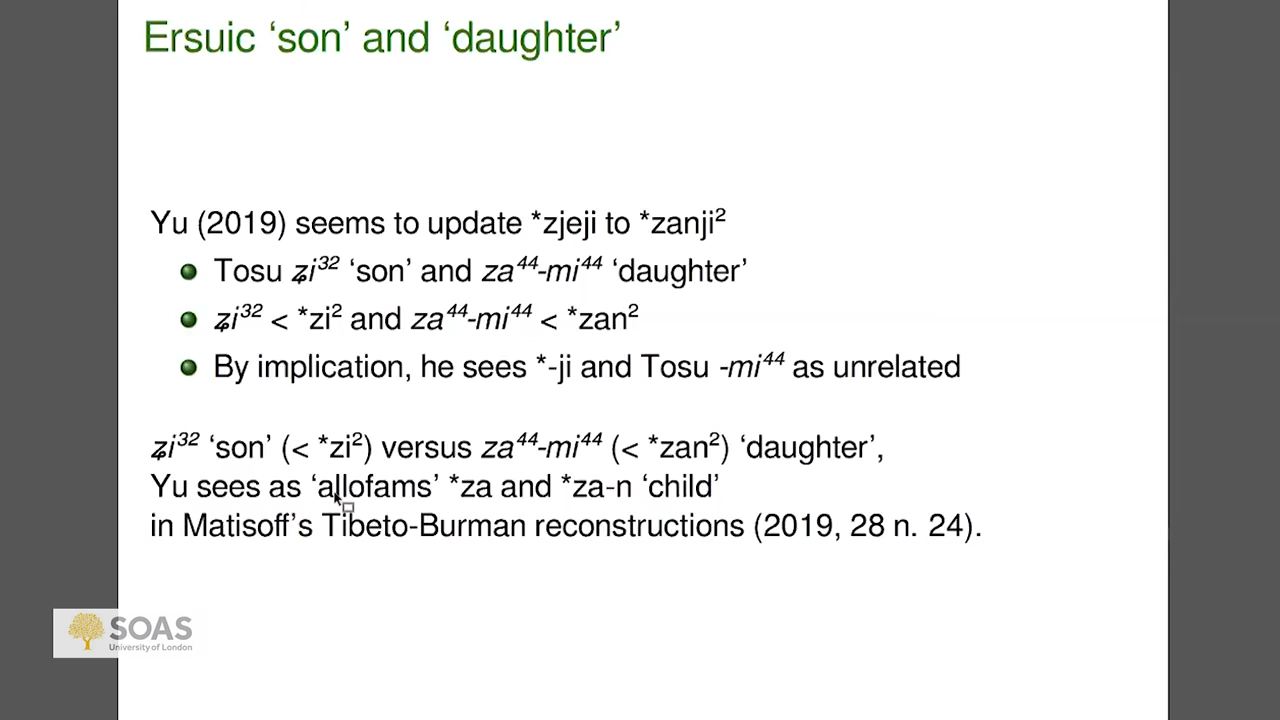 Ersuic ‘son’ and ‘daughter’
Yu (2019) seems to update *zjeji to *zanji²
Tosu ʑi³² ‘son’ and za⁴⁴-mi⁴⁴ ‘daughter’
ʑi³² < *zi² and za⁴⁴-mi⁴⁴ < *zan²
By implication, he sees *-ji and Tosu -mi⁴⁴ as unrelated
ʑi³² ‘son’ (< *zi²) versus za⁴⁴-mi⁴⁴ (< *zan²) ‘daughter’,
Yu sees as ‘allofams’ *za and *za-n ‘child’
in Matisoff’s Tibeto-Burman reconstructions (2019, 28 n. 24).
SOAS
University of London